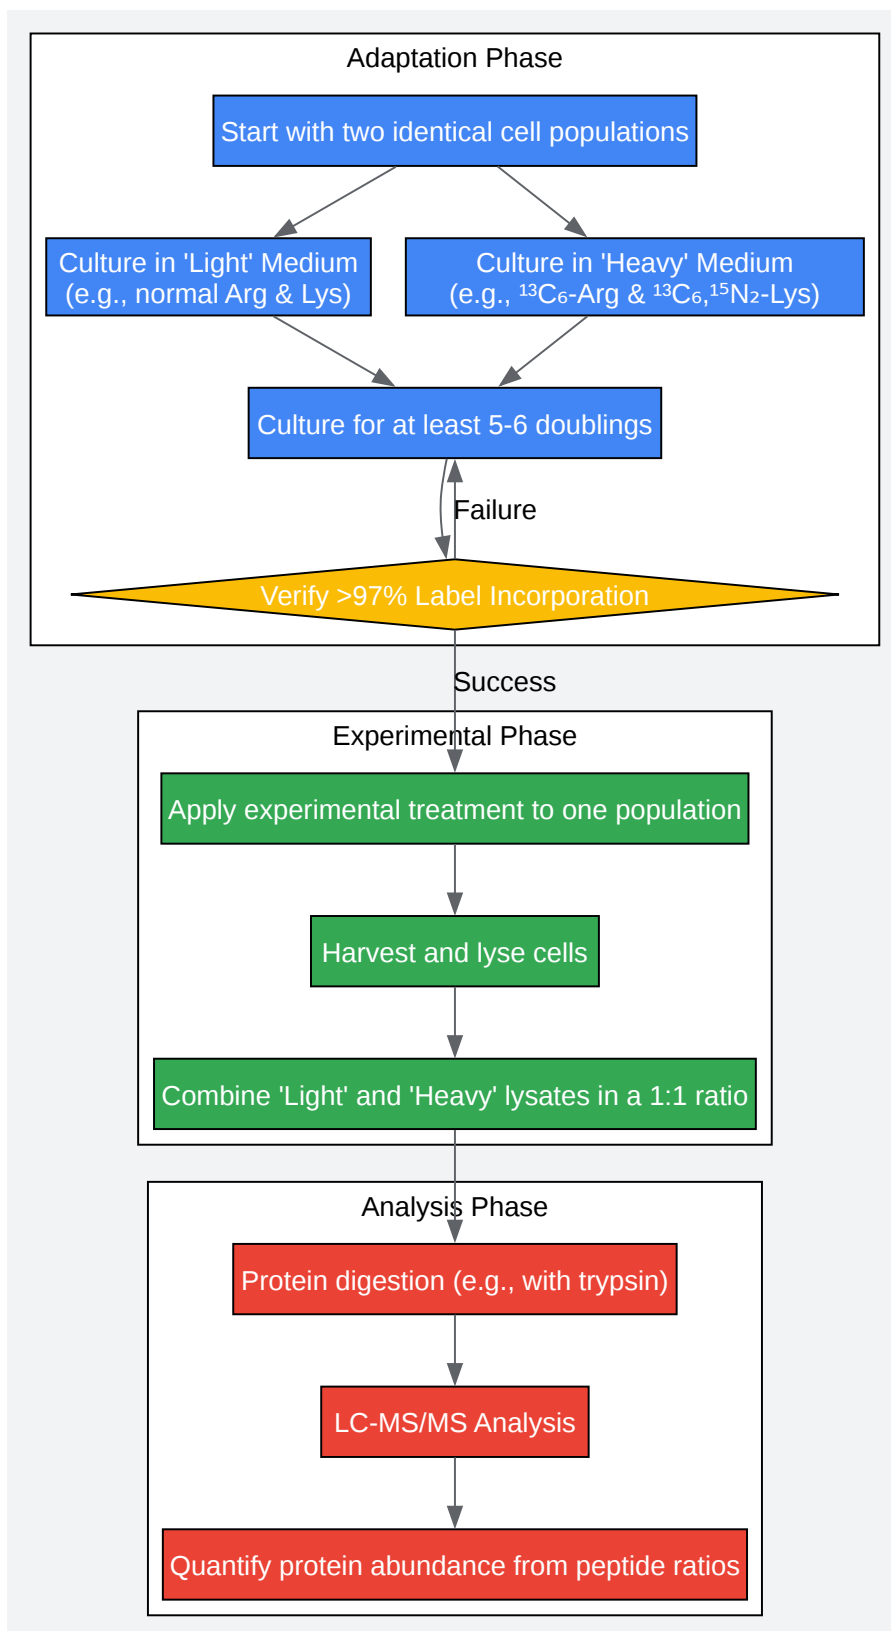 Adaptation Phase
Start with two identical cell populations
Culture in 'Light' Medium
(e.g., normal Arg & Lys)
Culture in 'Heavy' Medium
(e.g., ¹³C₆-Arg & ¹³C₆,¹⁵N₂-Lys)
Culture for at least 5-6 doublings
Failure
Verify >97% Label Incorporation
Success
Experimental Phase
Apply experimental treatment to one population
Harvest and lyse cells
Combine 'Light' and 'Heavy' lysates in a 1:1 ratio
Analysis Phase
Protein digestion (e.g., with trypsin)
LC-MS/MS Analysis
Quantify protein abundance from peptide ratios